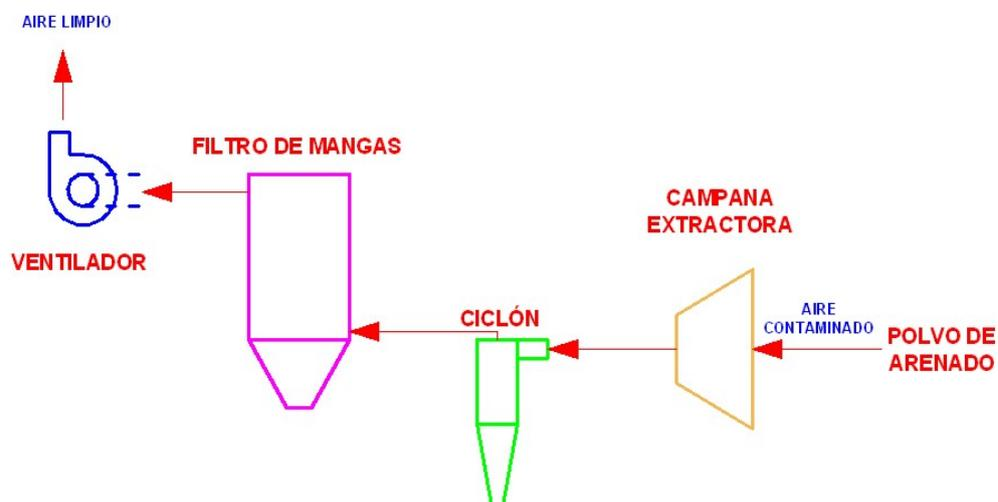 AIRE LIMPIO
FILTRO DE MANGAS
VENTILADOR
CAMPANA
EXTRACTORA
CICLÓN
AIRE
CONTAMINADO
POLVO DE
ARENADO